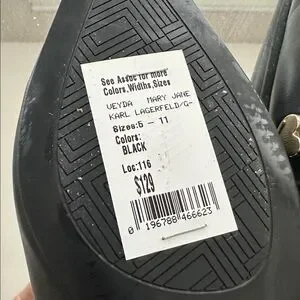 See Assoc for more
Colors,Widths,Sizes
VEYDA MARY JANE
KARL LAGERFELD/G-
Sizes:5 - 11
Colors:
BLACK
Loc:116
$129
0 196788 466623